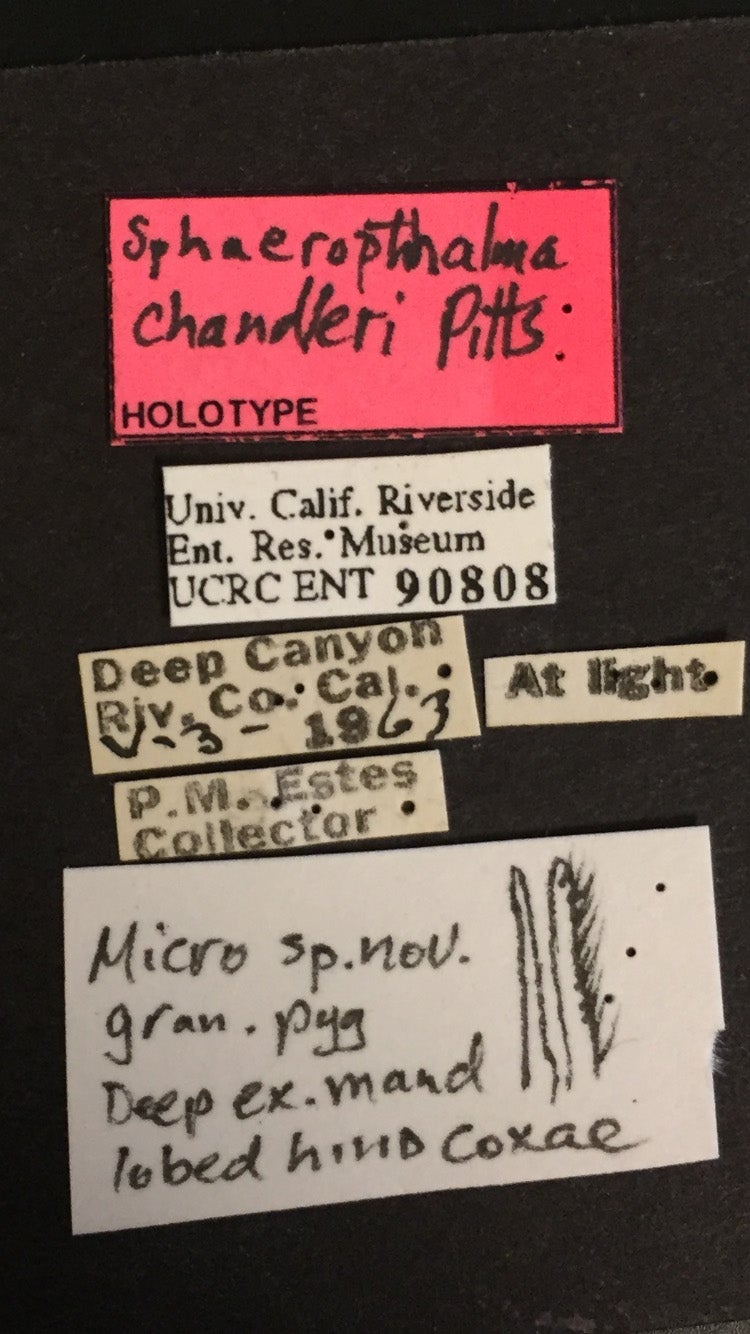 Sphaeropthalma
chandleri Pitts
HOLOTYPE
Univ. Calif. Riverside
Ent. Res. Museum
UCRC ENT 90808
Deep Canyon
Riv. Co. Cal.
V-3-1963
At light
P.M. Estes
Collector
Micro sp.nov.
gran. pyg
Deep ex.mand
lobed hind coxae